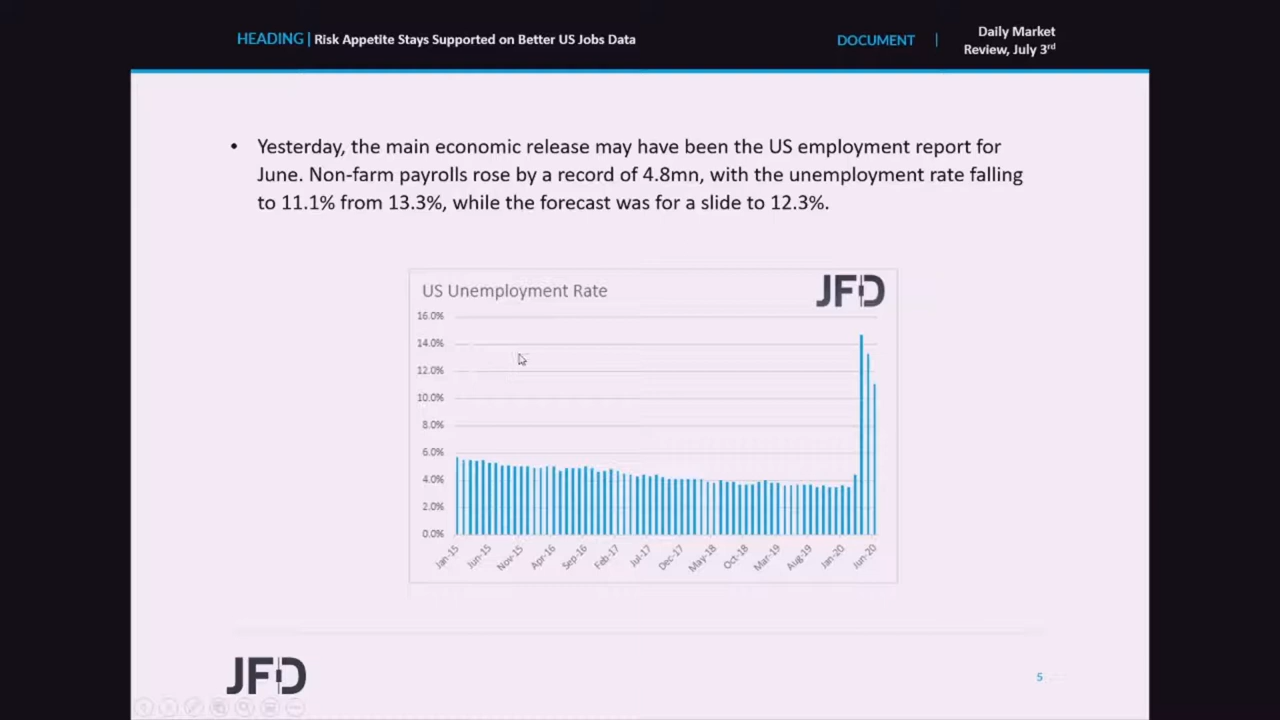 HEADING | Risk Appetite Stays Supported on Better US Jobs Data
DOCUMENT |
Daily Market
Review, July 3rd
• Yesterday, the main economic release may have been the US employment report for
June. Non-farm payrolls rose by a record of 4.8mn, with the unemployment rate falling
to 11.1% from 13.3%, while the forecast was for a slide to 12.3%.
US Unemployment Rate
JFD
16.0%
14.0%
12.0%
10.0%
8.0%
6.0%
4.0%
2.0%
0.0%
Jan-15 Jun-15 Nov-15 Apr-16 Sep-16 Feb-17 Jul-17 Dec-17 May-18 Oct-18 Mar-19 Aug-19 Jan-20 Jun-20
JFD
5